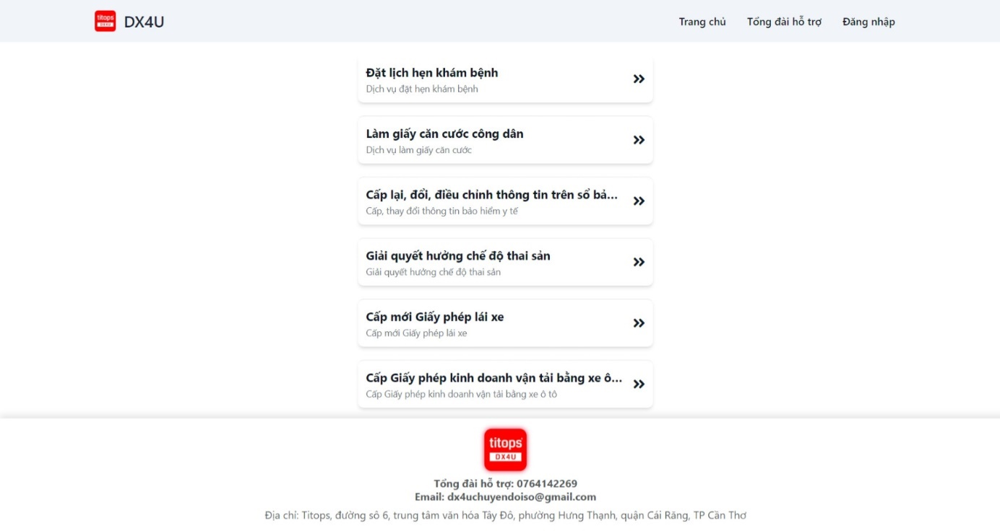 titops
DX4U
DX4U
Trang chủ
Tổng đài hỗ trợ
Đăng nhập
Đặt lịch hẹn khám bệnh
Dịch vụ đặt hẹn khám bệnh
Làm giấy căn cước công dân
Dịch vụ làm giấy căn cước
Cấp lại, đổi, điều chỉnh thông tin trên sổ bả...
Cấp, thay đổi thông tin bảo hiểm y tế
Giải quyết hưởng chế độ thai sản
Giải quyết hưởng chế độ thai sản
Cấp mới Giấy phép lái xe
Cấp mới Giấy phép lái xe
Cấp Giấy phép kinh doanh vận tải bằng xe ô...
Cấp Giấy phép kinh doanh vận tải bằng xe ô tô
titops
DX4U
Tổng đài hỗ trợ: 0764142269
Email: dx4uchuyendoiso@gmail.com
Địa chỉ: Titops, đường số 6, trung tâm văn hóa Tây Đô, phường Hưng Thạnh, quận Cái Răng, TP Cần Thơ